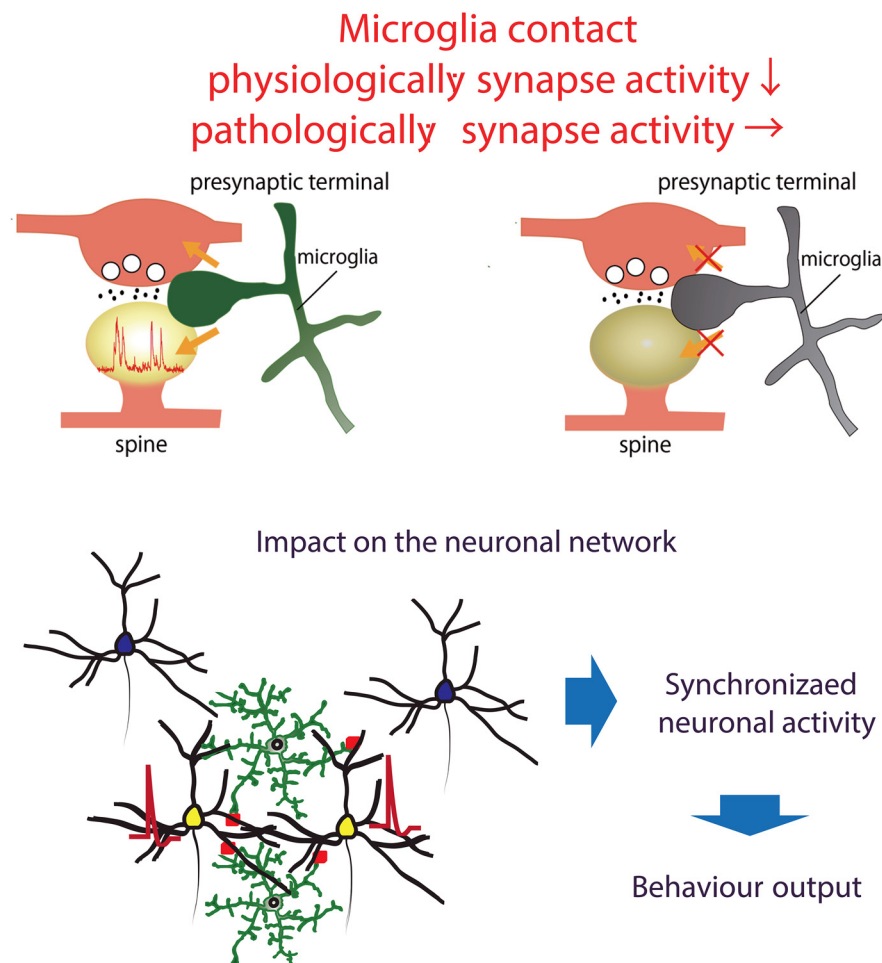 Microglia contact
physiologically synapse activity ↓
pathologically synapse activity →
presynaptic terminal
microglia
spine
presynaptic terminal
microglia
spine
Impact on the neuronal network
Synchronizaed
neuronal activity
Behaviour output